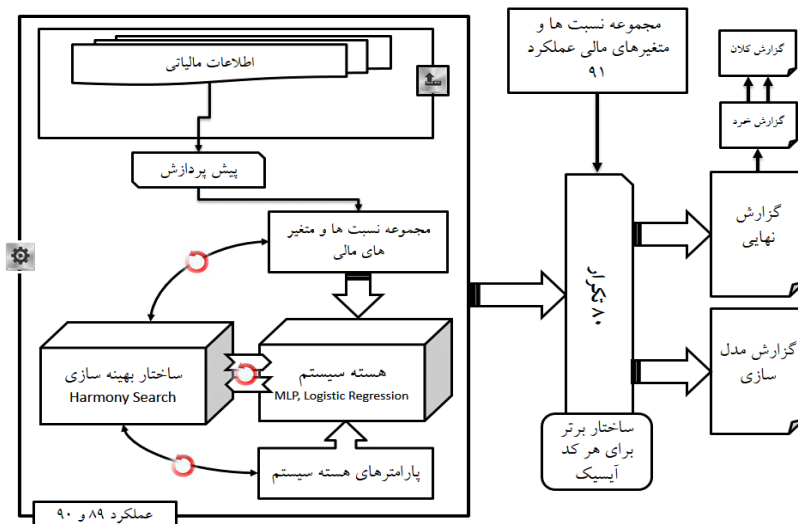 اطلاعات مالیاتی
پیش پردازش
مجموعه نسبت ها و متغیر
های مالی
ساختار بهینه سازی
Harmony Search
هسته سیستم
MLP, Logistic Regression
پارامترهای هسته سیستم
عملکرد ۸۹ و ۹۰
مجموعه نسبت ها و
متغیرهای مالی عملکرد
۹۱
۸۰ تکرار
ساختار برتر
برای هر کد
آیسیک
گزارش کلان
گزارش خرد
گزارش
نهایی
گزارش مدل
سازی